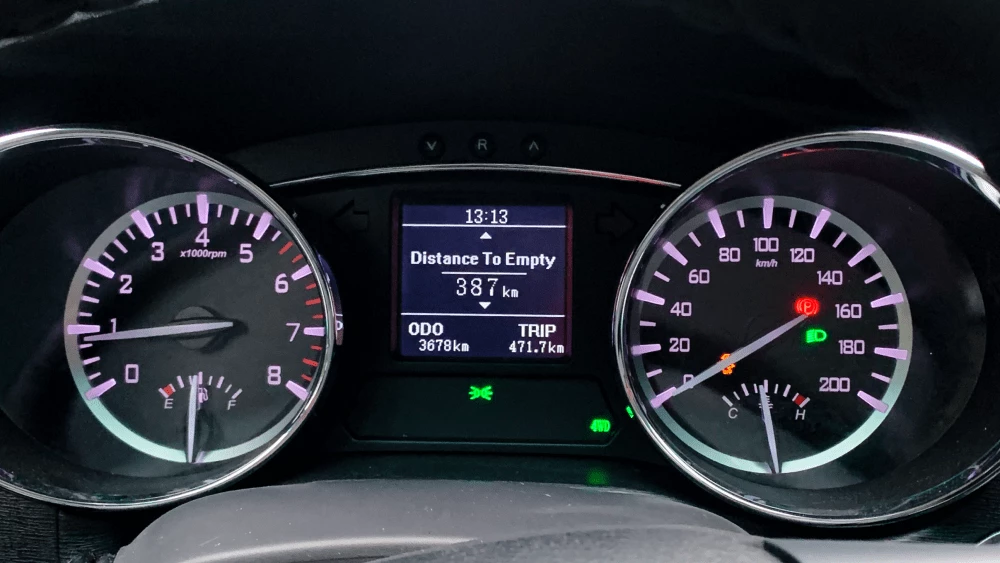 V R Λ
13:13
Distance To Empty
387 km
ODO TRIP
3678km 471.7km
4WD
0 1 2 3 4 5 6 7 8
x1000rpm
E F
0 20 40 60 80 100 120 140 160 180 200
km/h
P
C H